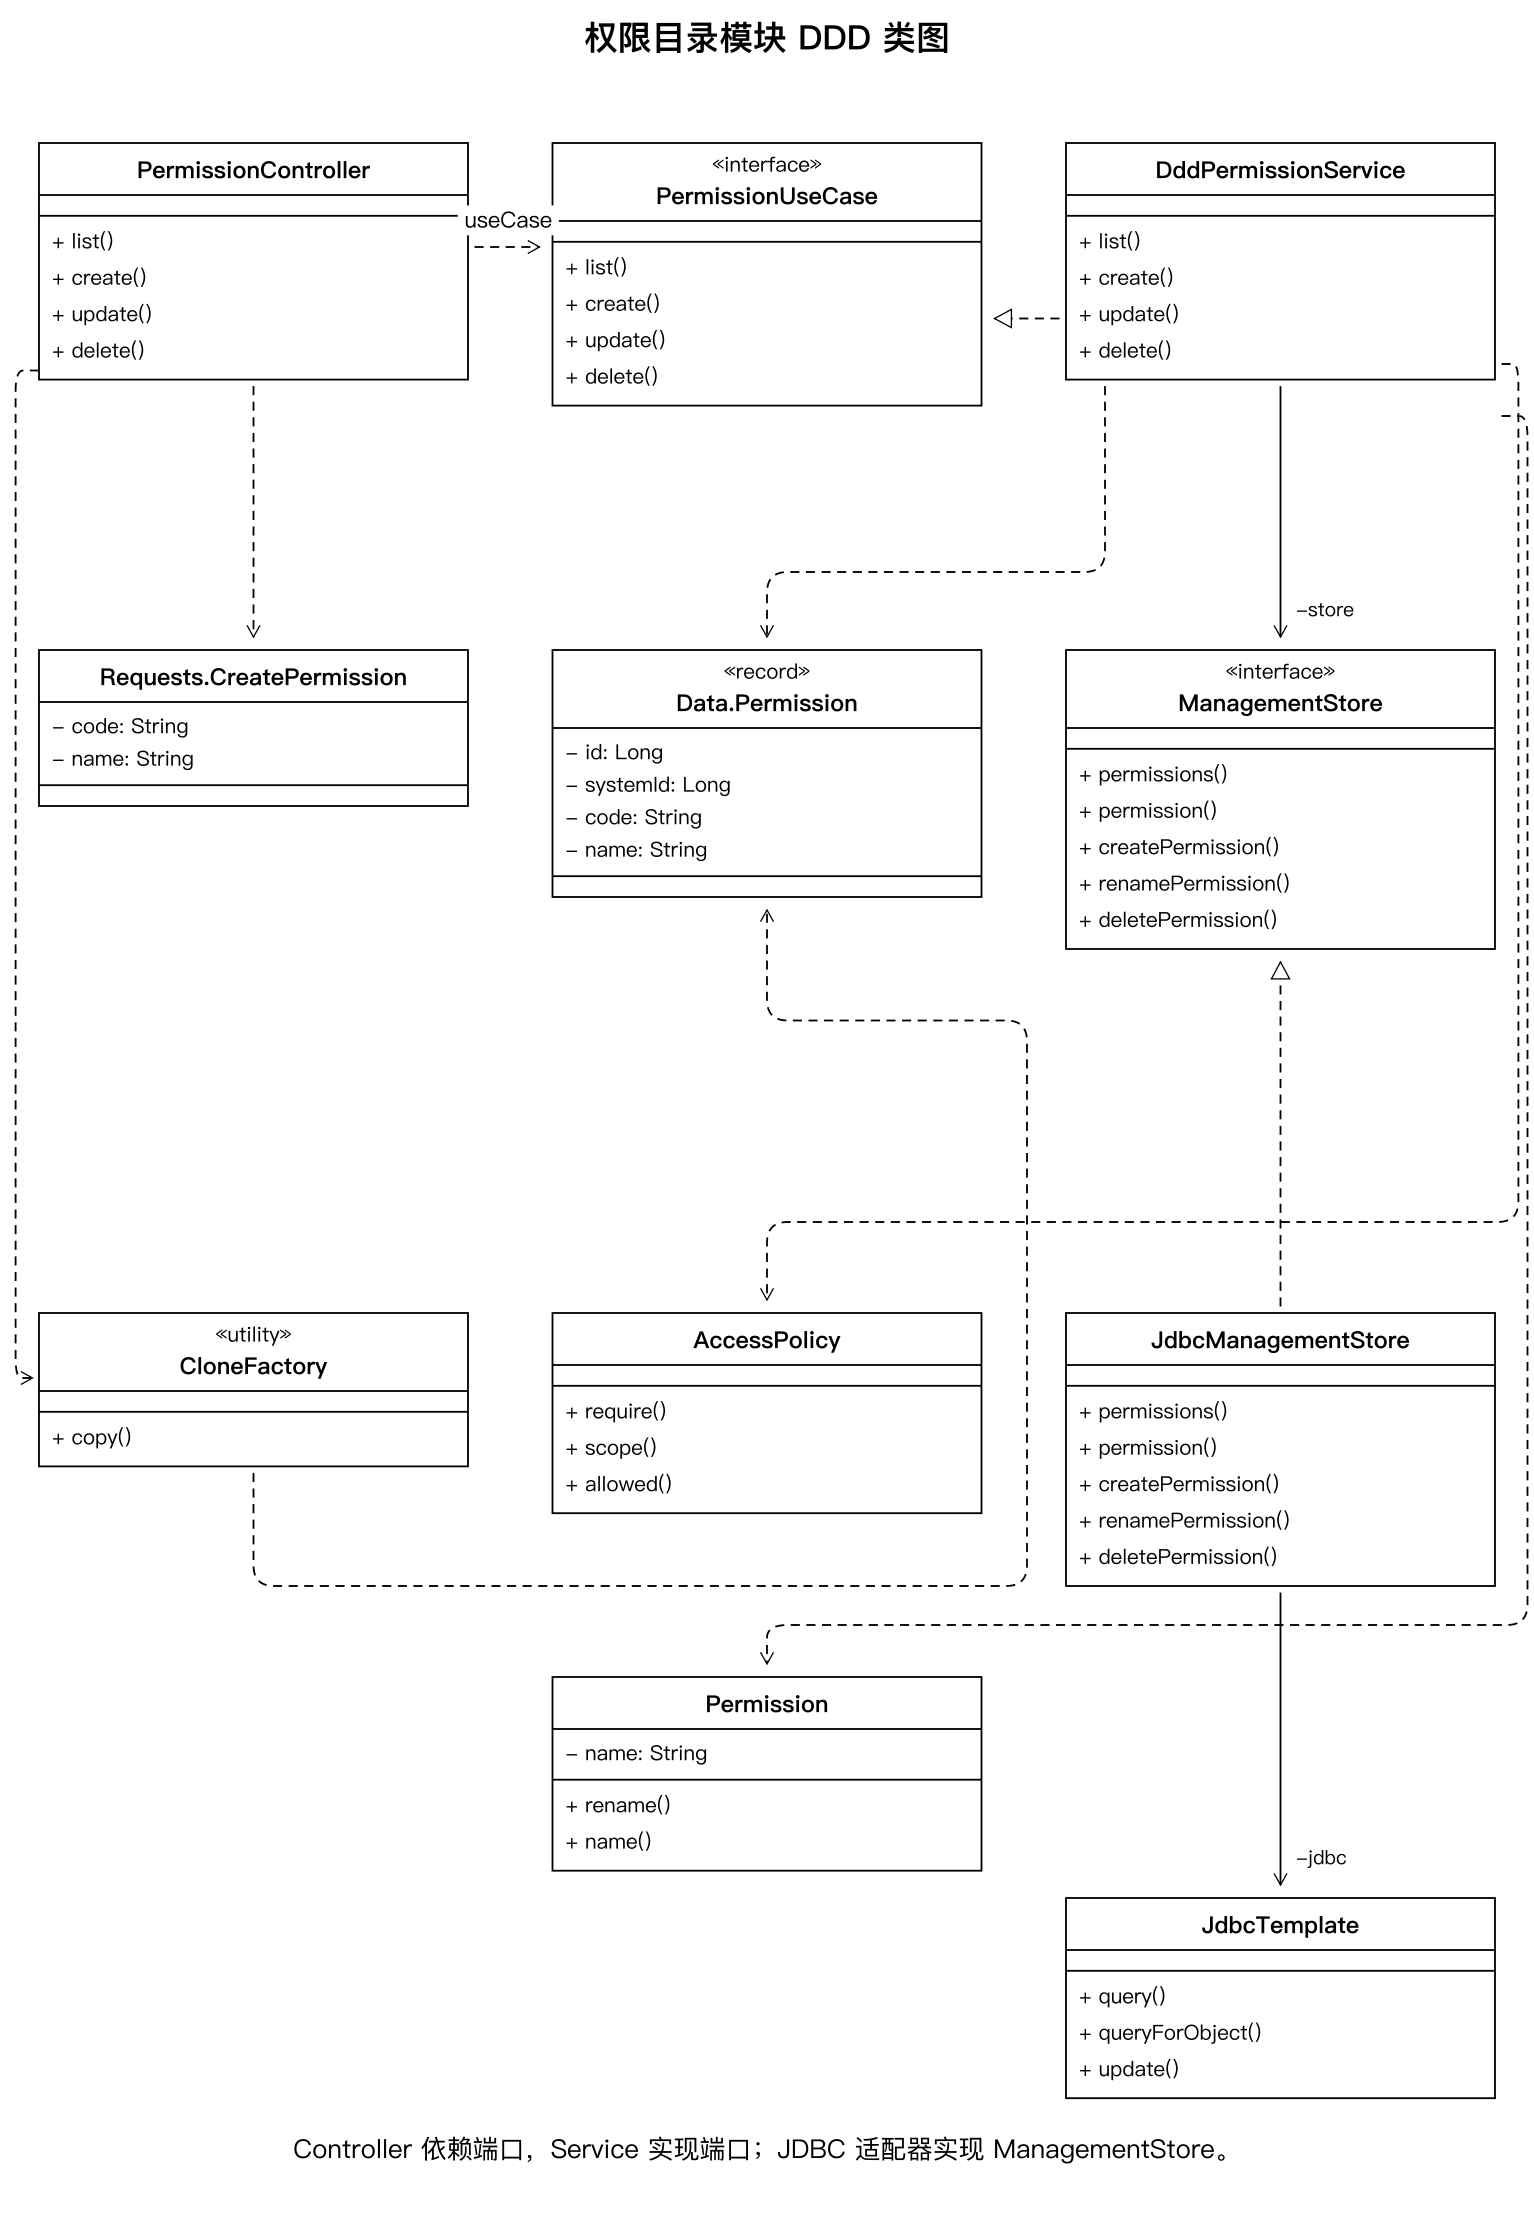 权限目录模块 DDD 类图
PermissionController
+ list()
+ create()
+ update()
+ delete()
useCase
«interface»
PermissionUseCase
+ list()
+ create()
+ update()
+ delete()
DddPermissionService
+ list()
+ create()
+ update()
+ delete()
–store
Requests.CreatePermission
– code: String
– name: String
«record»
Data.Permission
– id: Long
– systemId: Long
– code: String
– name: String
«interface»
ManagementStore
+ permissions()
+ permission()
+ createPermission()
+ renamePermission()
+ deletePermission()
«utility»
CloneFactory
+ copy()
AccessPolicy
+ require()
+ scope()
+ allowed()
JdbcManagementStore
+ permissions()
+ permission()
+ createPermission()
+ renamePermission()
+ deletePermission()
Permission
– name: String
+ rename()
+ name()
–jdbc
JdbcTemplate
+ query()
+ queryForObject()
+ update()
Controller 依赖端口，Service 实现端口；JDBC 适配器实现 ManagementStore。